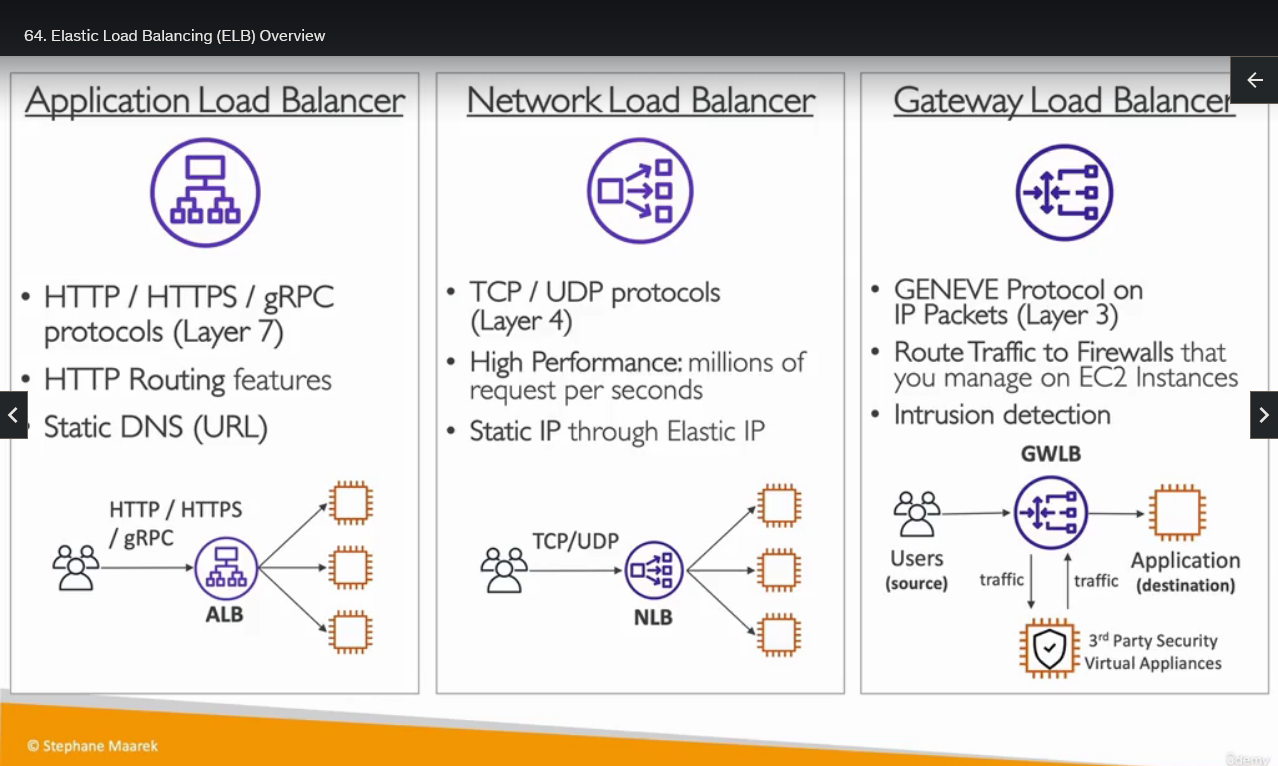 64. Elastic Load Balancing (ELB) Overview
Application Load Balancer
• HTTP / HTTPS / gRPC
protocols (Layer 7)
• HTTP Routing features
• Static DNS (URL)
HTTP / HTTPS
/ gRPC
ALB
Network Load Balancer
• TCP / UDP protocols
(Layer 4)
• High Performance: millions of
request per seconds
• Static IP through Elastic IP
TCP/UDP
NLB
Gateway Load Balancer
• GENEVE Protocol on
IP Packets (Layer 3)
• Route Traffic to Firewalls that
you manage on EC2 Instances
• Intrusion detection
GWLB
Users
(source)
traffic
traffic
Application
(destination)
3rd Party Security
Virtual Appliances
© Stephane Maarek
Udemy